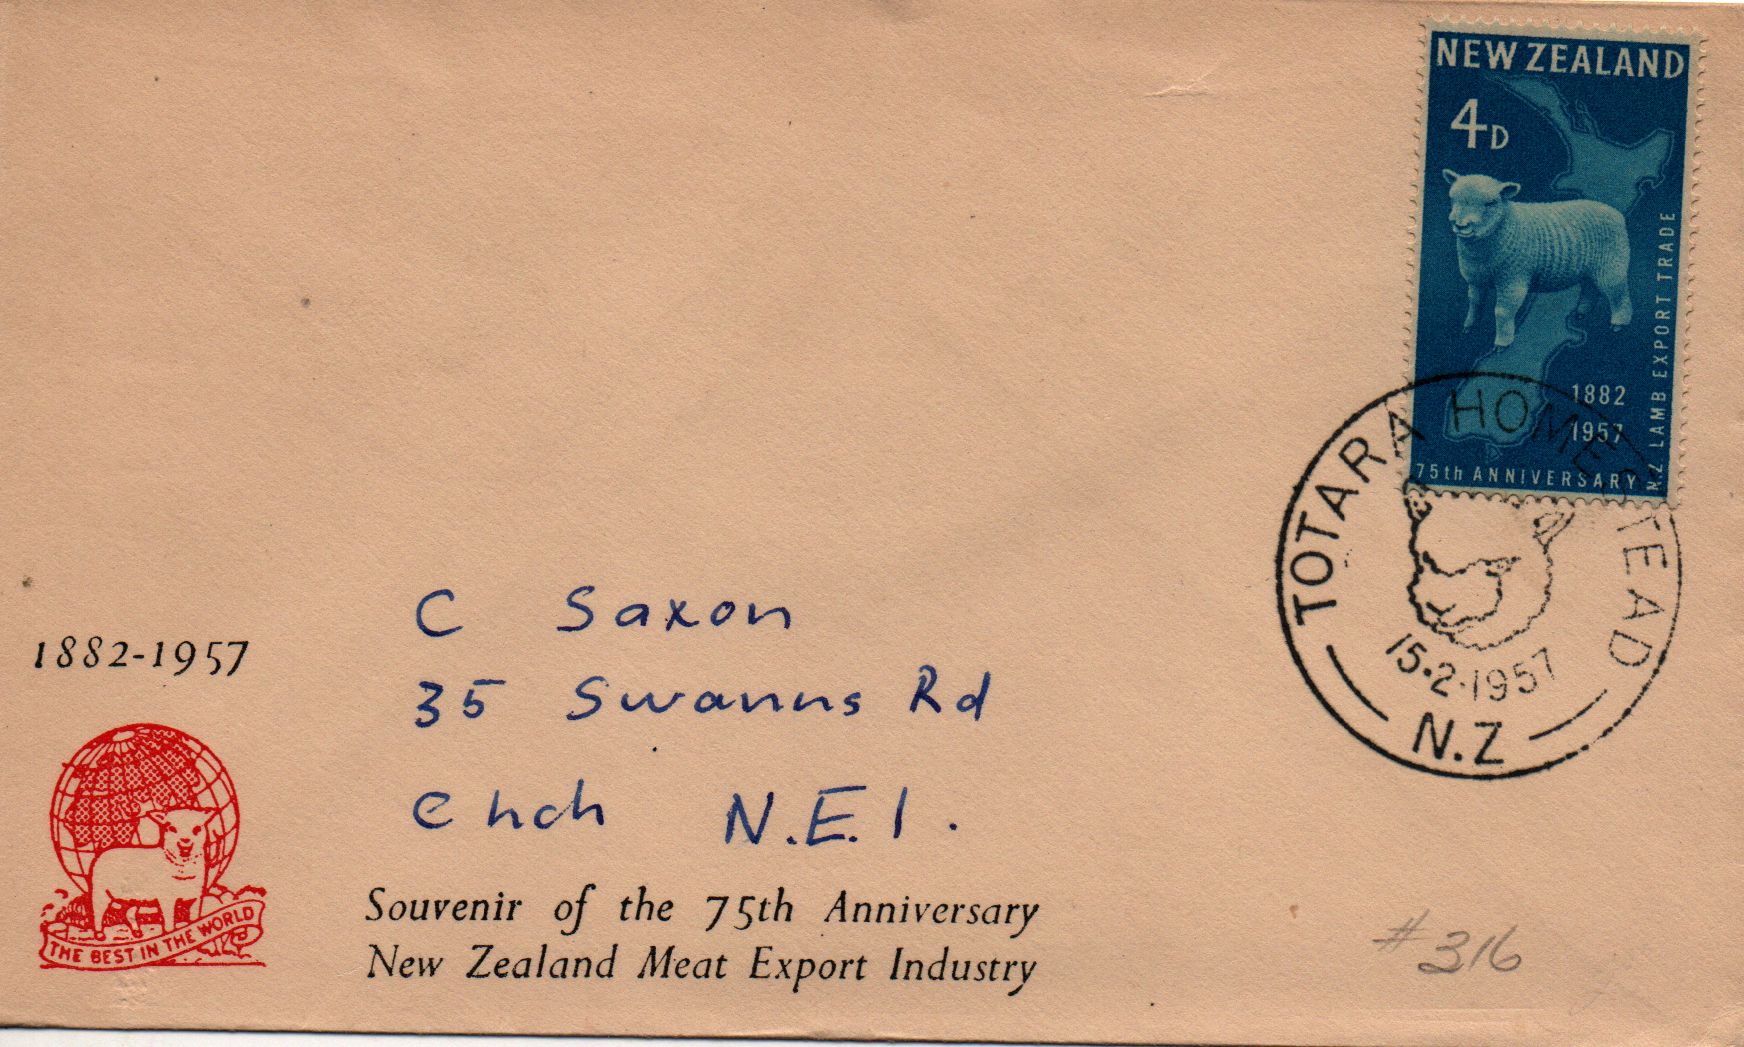 NEW ZEALAND
4D
N.Z. LAMB EXPORT TRADE
1882
1957
75th ANNIVERSARY
TOTARA HOMESTEAD
15·2·1957
N.Z
C Saxon
35 Swanns Rd
Chch N.E.1.
1882-1957
THE BEST IN THE WORLD
Souvenir of the 75th Anniversary
New Zealand Meat Export Industry
# 316